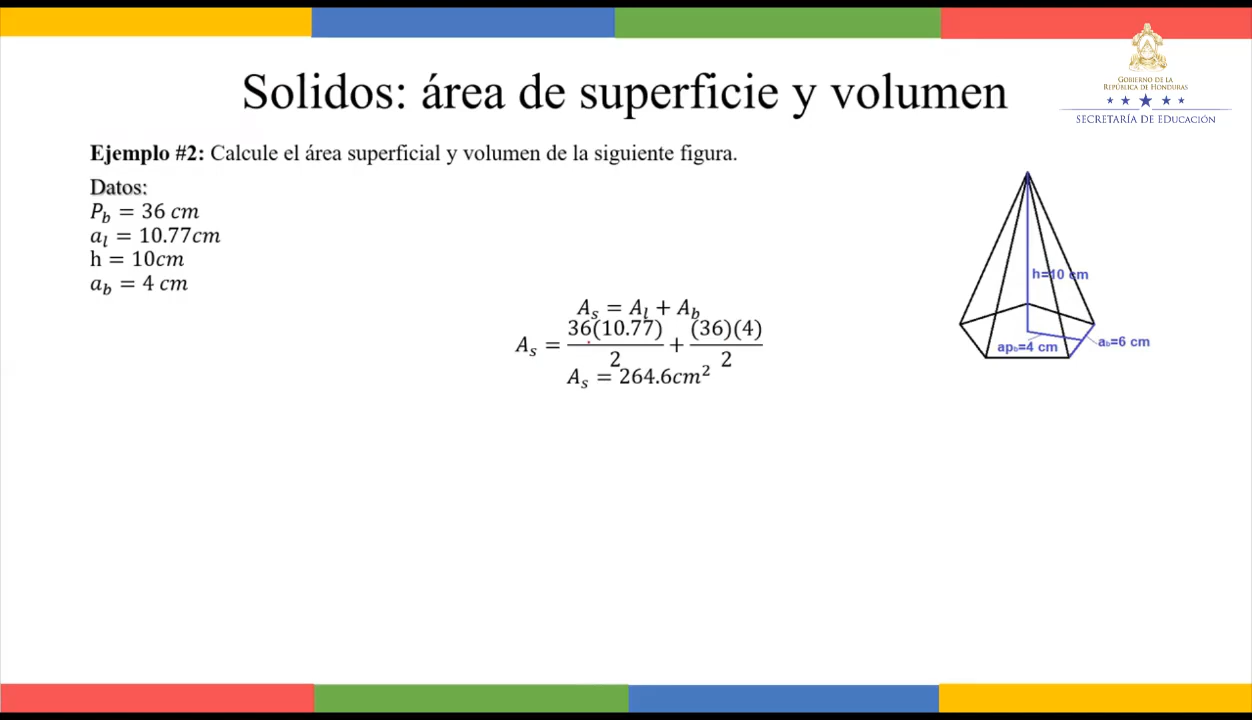 Solidos: área de superficie y volumen
GOBIERNO DE LA
REPÚBLICA DE HONDURAS
SECRETARÍA DE EDUCACIÓN
Ejemplo #2: Calcule el área superficial y volumen de la siguiente figura.
Datos:
P_b = 36 cm
a_l = 10.77cm
h = 10cm
a_b = 4 cm
A_s = A_l + A_b
A_s = 36(10.77)/2 + (36)(4)/2
A_s = 264.6cm²
h=10 cm
ap_b=4 cm
a_b=6 cm